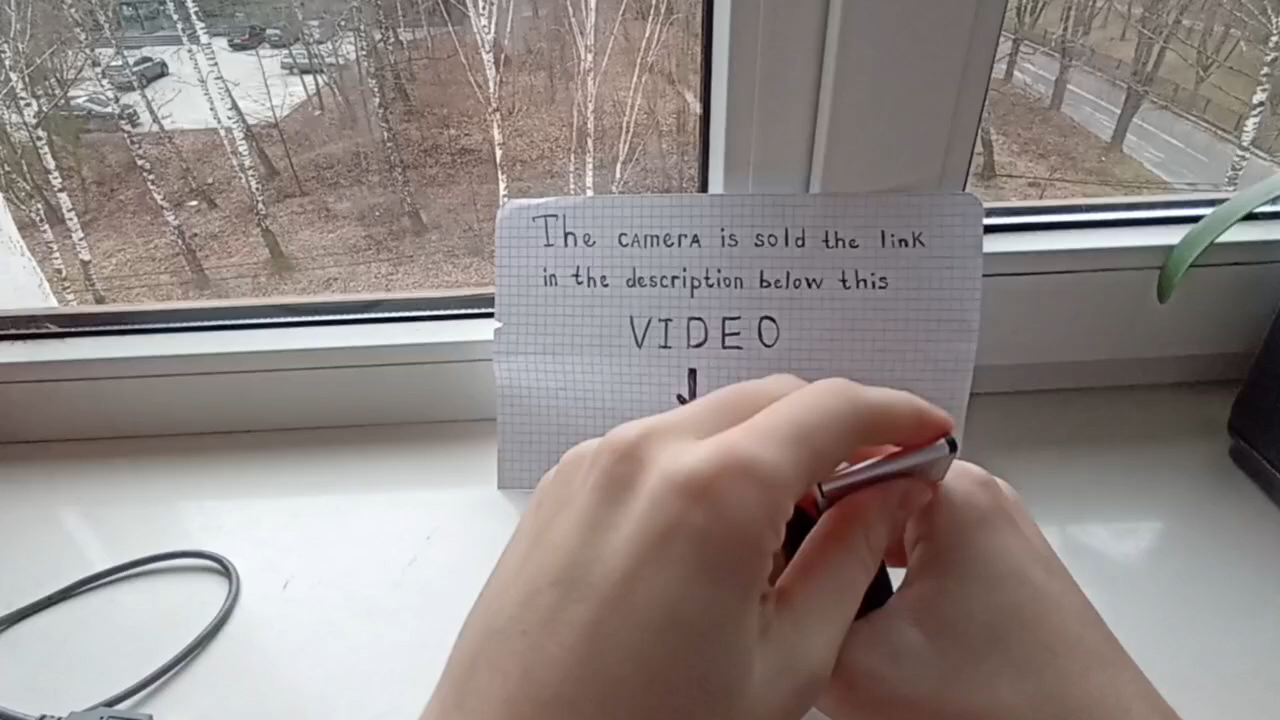 The camera is sold the link
in the description below this
VIDEO